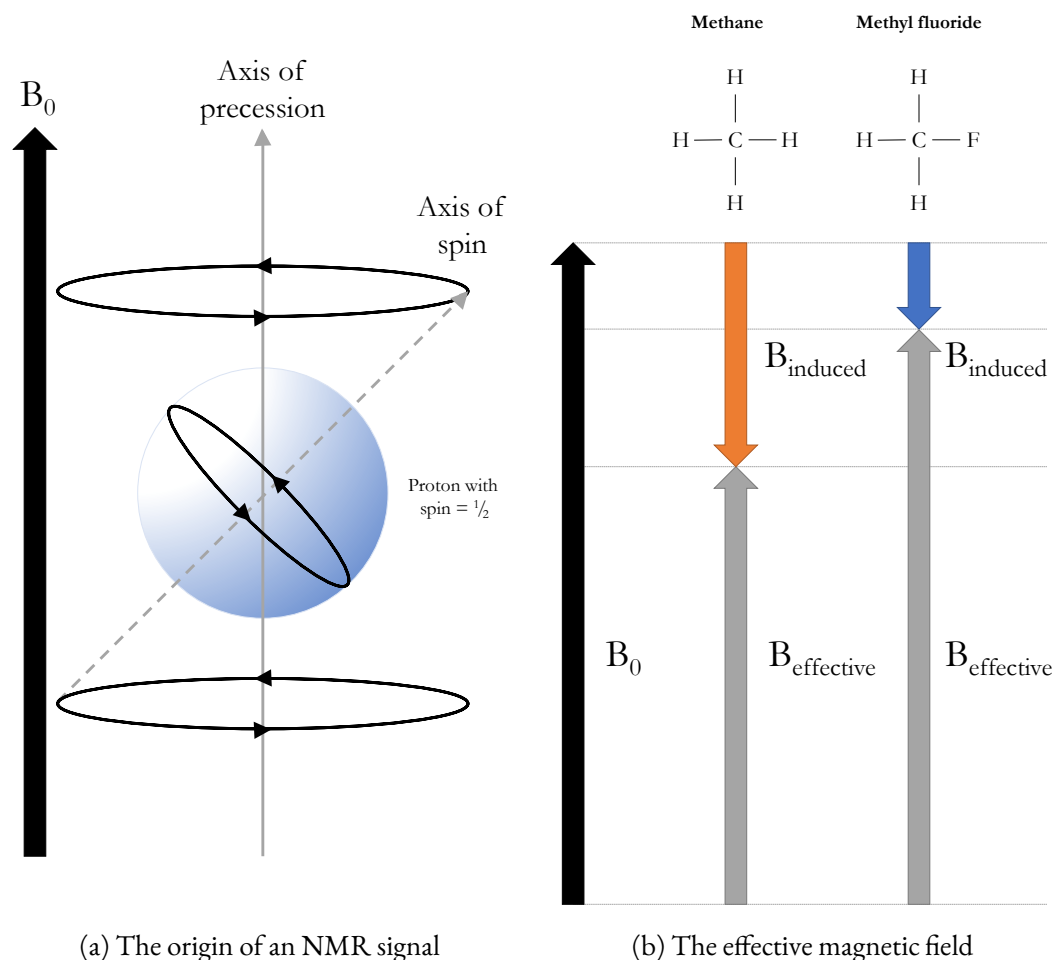 B0
Axis of
precession
Axis of
spin
Proton with
spin = ½
(a) The origin of an NMR signal
Methane
Methyl fluoride
H
H—C—H
H
H
H—C—F
H
Binduced
Binduced
B0
Beffective
Beffective
(b) The effective magnetic field